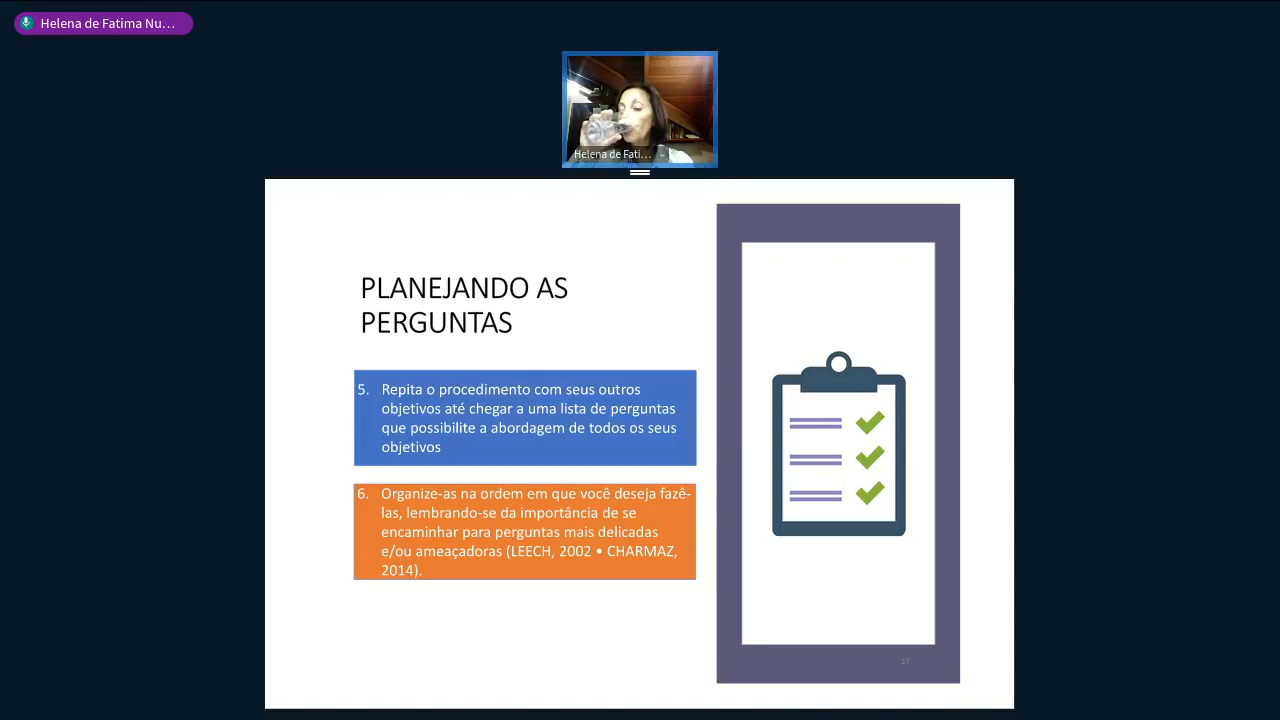 Helena de Fatima Nu...
Helena de Fati...
PLANEJANDO AS
PERGUNTAS
5. Repita o procedimento com seus outros
objetivos até chegar a uma lista de perguntas
que possibilite a abordagem de todos os seus
objetivos
6. Organize-as na ordem em que você deseja fazê-
las, lembrando-se da importância de se
encaminhar para perguntas mais delicadas
e/ou ameaçadoras (LEECH, 2002 • CHARMAZ,
2014).
17